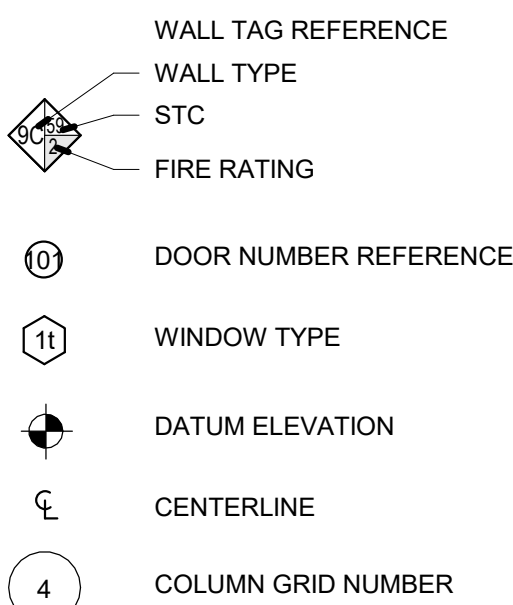 WALL TAG REFERENCE
WALL TYPE
9C
59
STC
2
FIRE RATING
101
DOOR NUMBER REFERENCE
1t
WINDOW TYPE
DATUM ELEVATION
℄ CENTERLINE
4
COLUMN GRID NUMBER